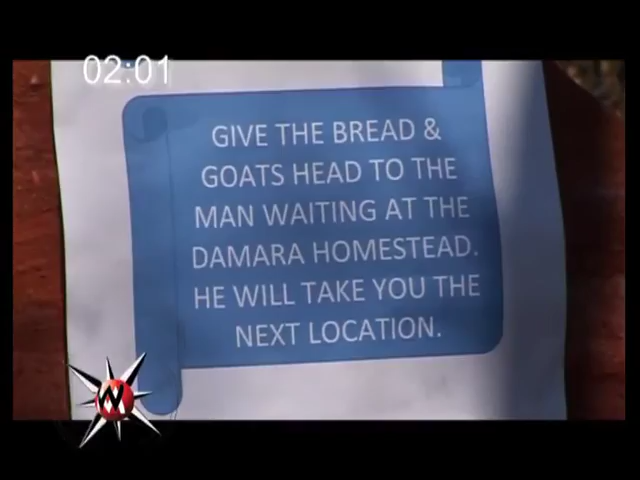 02:01
GIVE THE BREAD &
GOATS HEAD TO THE
MAN WAITING AT THE
DAMARA HOMESTEAD.
HE WILL TAKE YOU THE
NEXT LOCATION.